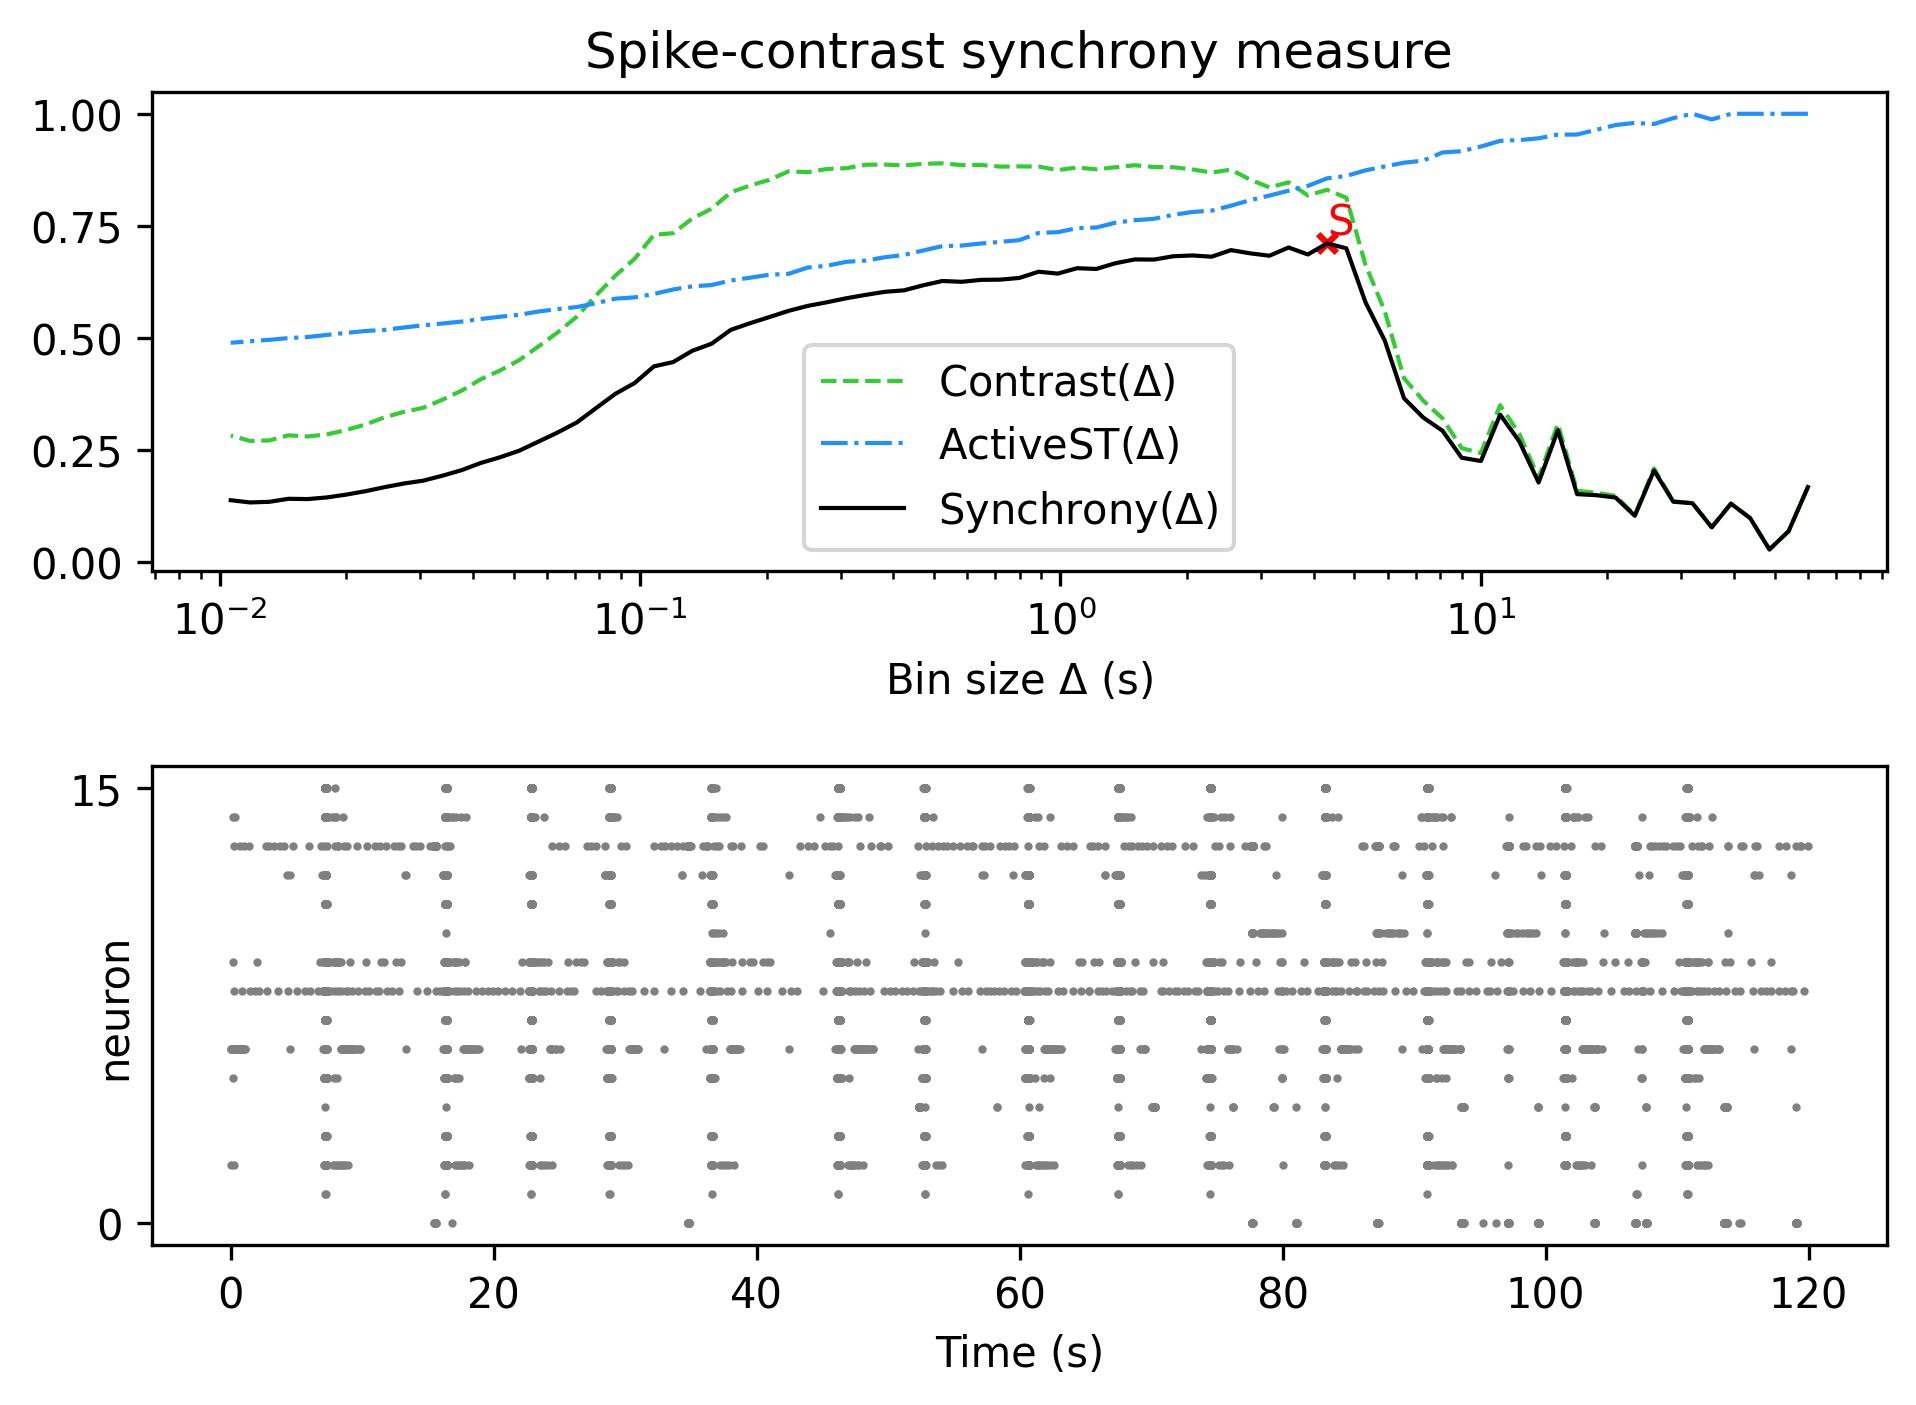 Spike-contrast synchrony measure
1.00
0.75
0.50
0.25
0.00
S
Contrast(Δ)
ActiveST(Δ)
Synchrony(Δ)
10⁻² 10⁻¹ 10⁰ 10¹
Bin size Δ (s)
15
0
neuron
0 20 40 60 80 100 120
Time (s)